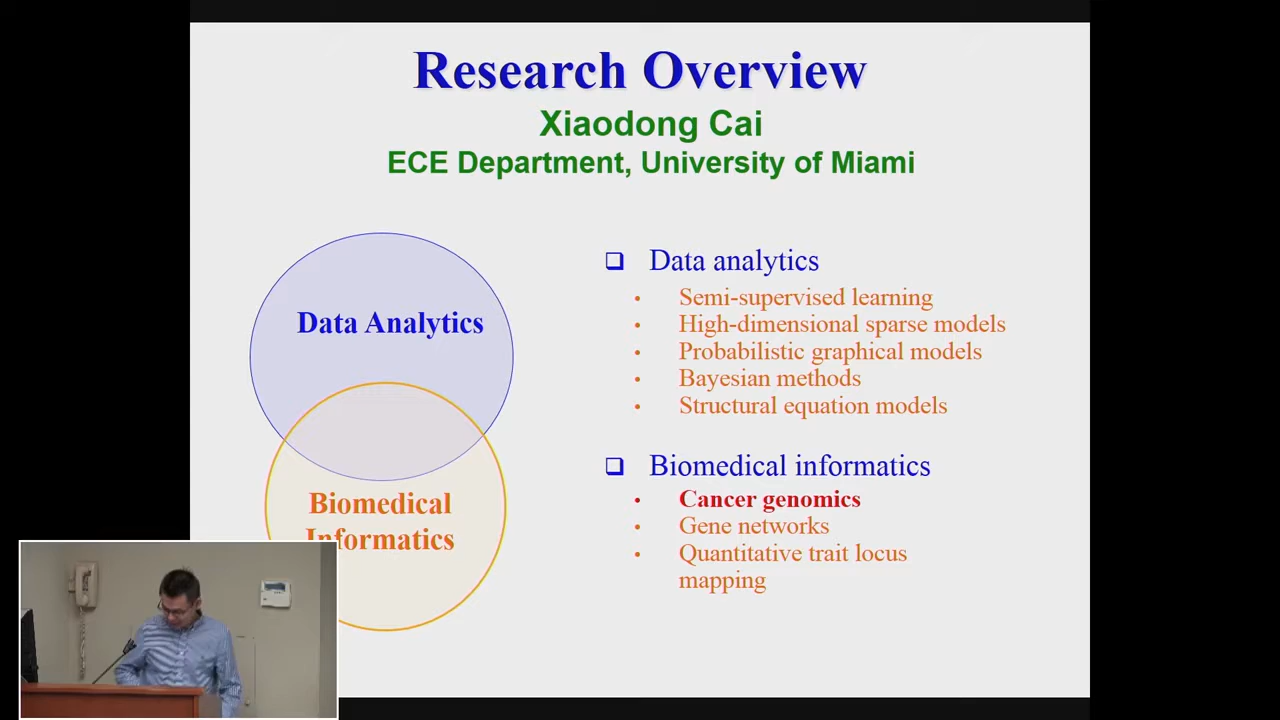 Research Overview
Xiaodong Cai
ECE Department, University of Miami
Data Analytics
Biomedical
Informatics
❑ Data analytics
• Semi-supervised learning
• High-dimensional sparse models
• Probabilistic graphical models
• Bayesian methods
• Structural equation models
❑ Biomedical informatics
• Cancer genomics
• Gene networks
• Quantitative trait locus
mapping